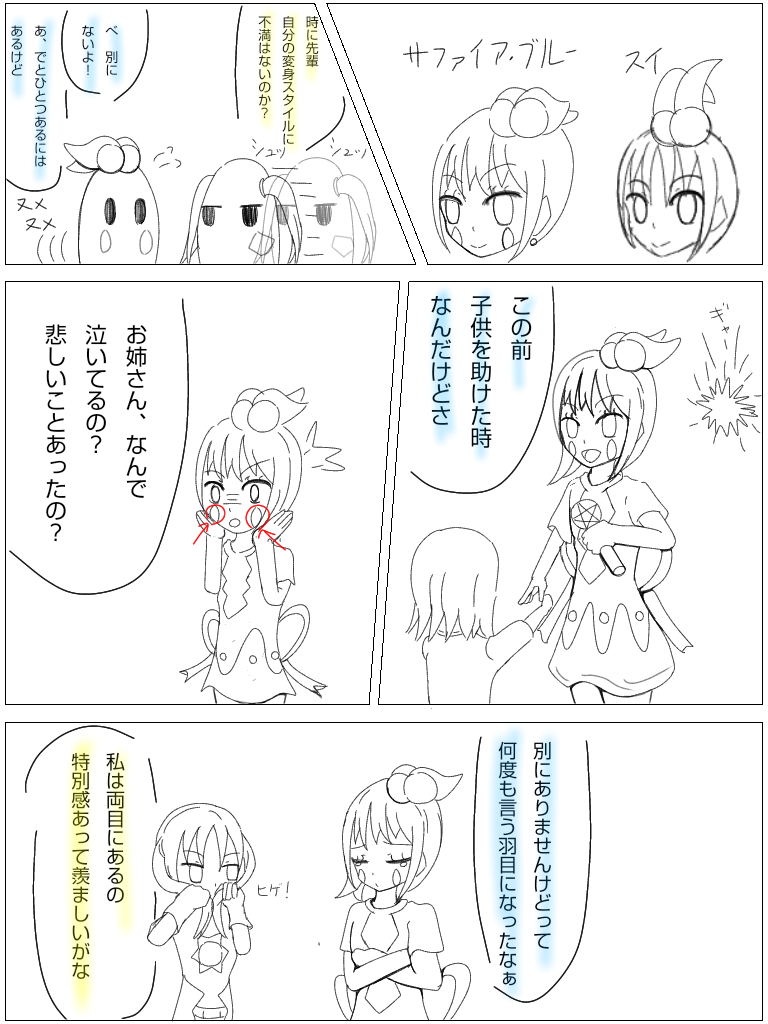 サファイア・ブルー
スイ
時に先輩
自分の変身スタイルに
不満はないのか？
シュッ
シュッ
べ　別に
ないよ！
あ、でとひとつあるには
あるけど
ヌメ
ヌメ
この前
子供を助けた時
なんだけどさ
ギャー
お姉さん、なんで
泣いてるの？
悲しいことあったの？
別にありませんけどって
何度も言う羽目になったなぁ
ヒゲ！
私は両目にあるの
特別感あって羨ましいがな